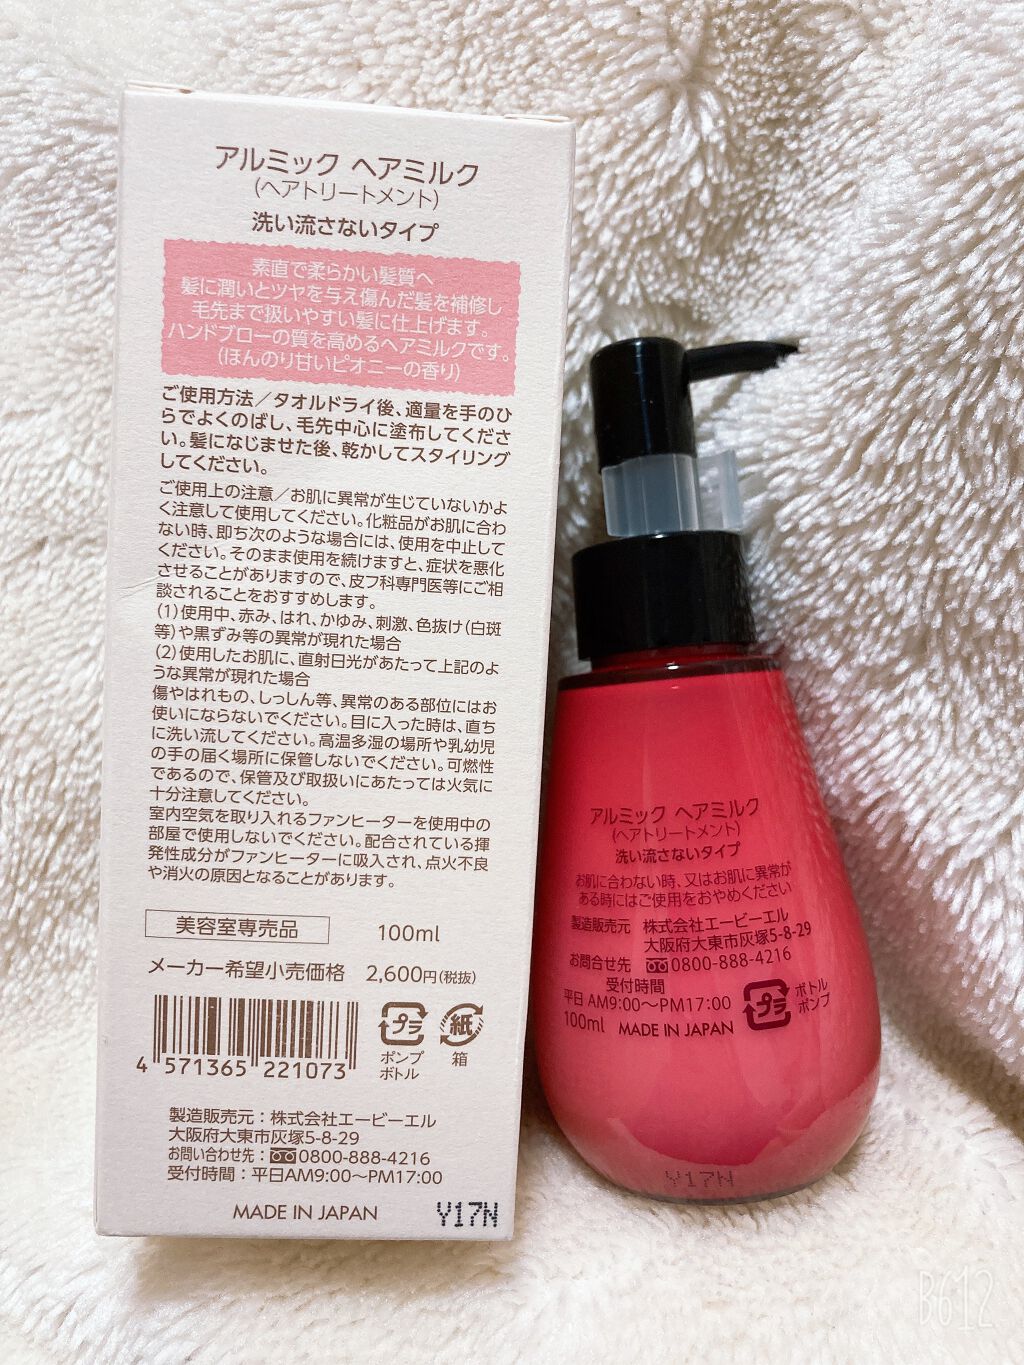 アルミック ヘアミルク
(ヘアトリートメント)
洗い流さないタイプ
素直で柔らかい髪質へ
髪に潤いとツヤを与え傷んだ髪を補修し
毛先まで扱いやすい髪に仕上げます。
ハンドブローの質を高めるヘアミルクです。
(ほんのり甘いピオニーの香り)
ご使用方法／タオルドライ後、適量を手のひ
らでよくのばし、毛先中心に塗布してくださ
い。髪になじませた後、乾かしてスタイリング
してください。
ご使用上の注意／お肌に異常が生じていないかよ
く注意して使用してください。化粧品がお肌に合わ
ない時、即ち次のような場合には、使用を中止して
ください。そのまま使用を続けますと、症状を悪化
させることがありますので、皮フ科専門医等にご相
談されることをおすすめします。
(1)使用中、赤み、はれ、かゆみ、刺激、色抜け(白斑
等)や黒ずみ等の異常が現れた場合
(2)使用したお肌に、直射日光があたって上記のよ
うな異常が現れた場合
傷やはれもの、しっしん等、異常のある部位にはお
使いにならないでください。目に入った時は、直ち
に洗い流してください。高温多湿の場所や乳幼児
の手の届く場所に保管しないでください。可燃性
であるので、保管及び取扱いにあたっては火気に
十分注意してください。
室内空気を取り入れるファンヒーターを使用中の
部屋で使用しないでください。配合されている揮
発性成分がファンヒーターに吸入され、点火不良
や消火の原因となることがあります。
美容室専売品 100ml
メーカー希望小売価格 2,600円(税抜)
プラ 紙
ポンプ 箱
ボトル
4 571365 221073
製造販売元：株式会社エービーエル
大阪府大東市灰塚5-8-29
お問い合わせ先：0800-888-4216
受付時間：平日AM9:00〜PM17:00
MADE IN JAPAN Y17N
アルミック ヘアミルク
(ヘアトリートメント)
洗い流さないタイプ
お肌に合わない時、又はお肌に異常が
ある時にはご使用をおやめください
製造販売元 株式会社エービーエル
大阪府大東市灰塚5-8-29
お問合せ先 0800-888-4216
受付時間
平日 AM9:00〜PM17:00
プラ ボトル
ポンプ
100ml MADE IN JAPAN
Y17N
B612